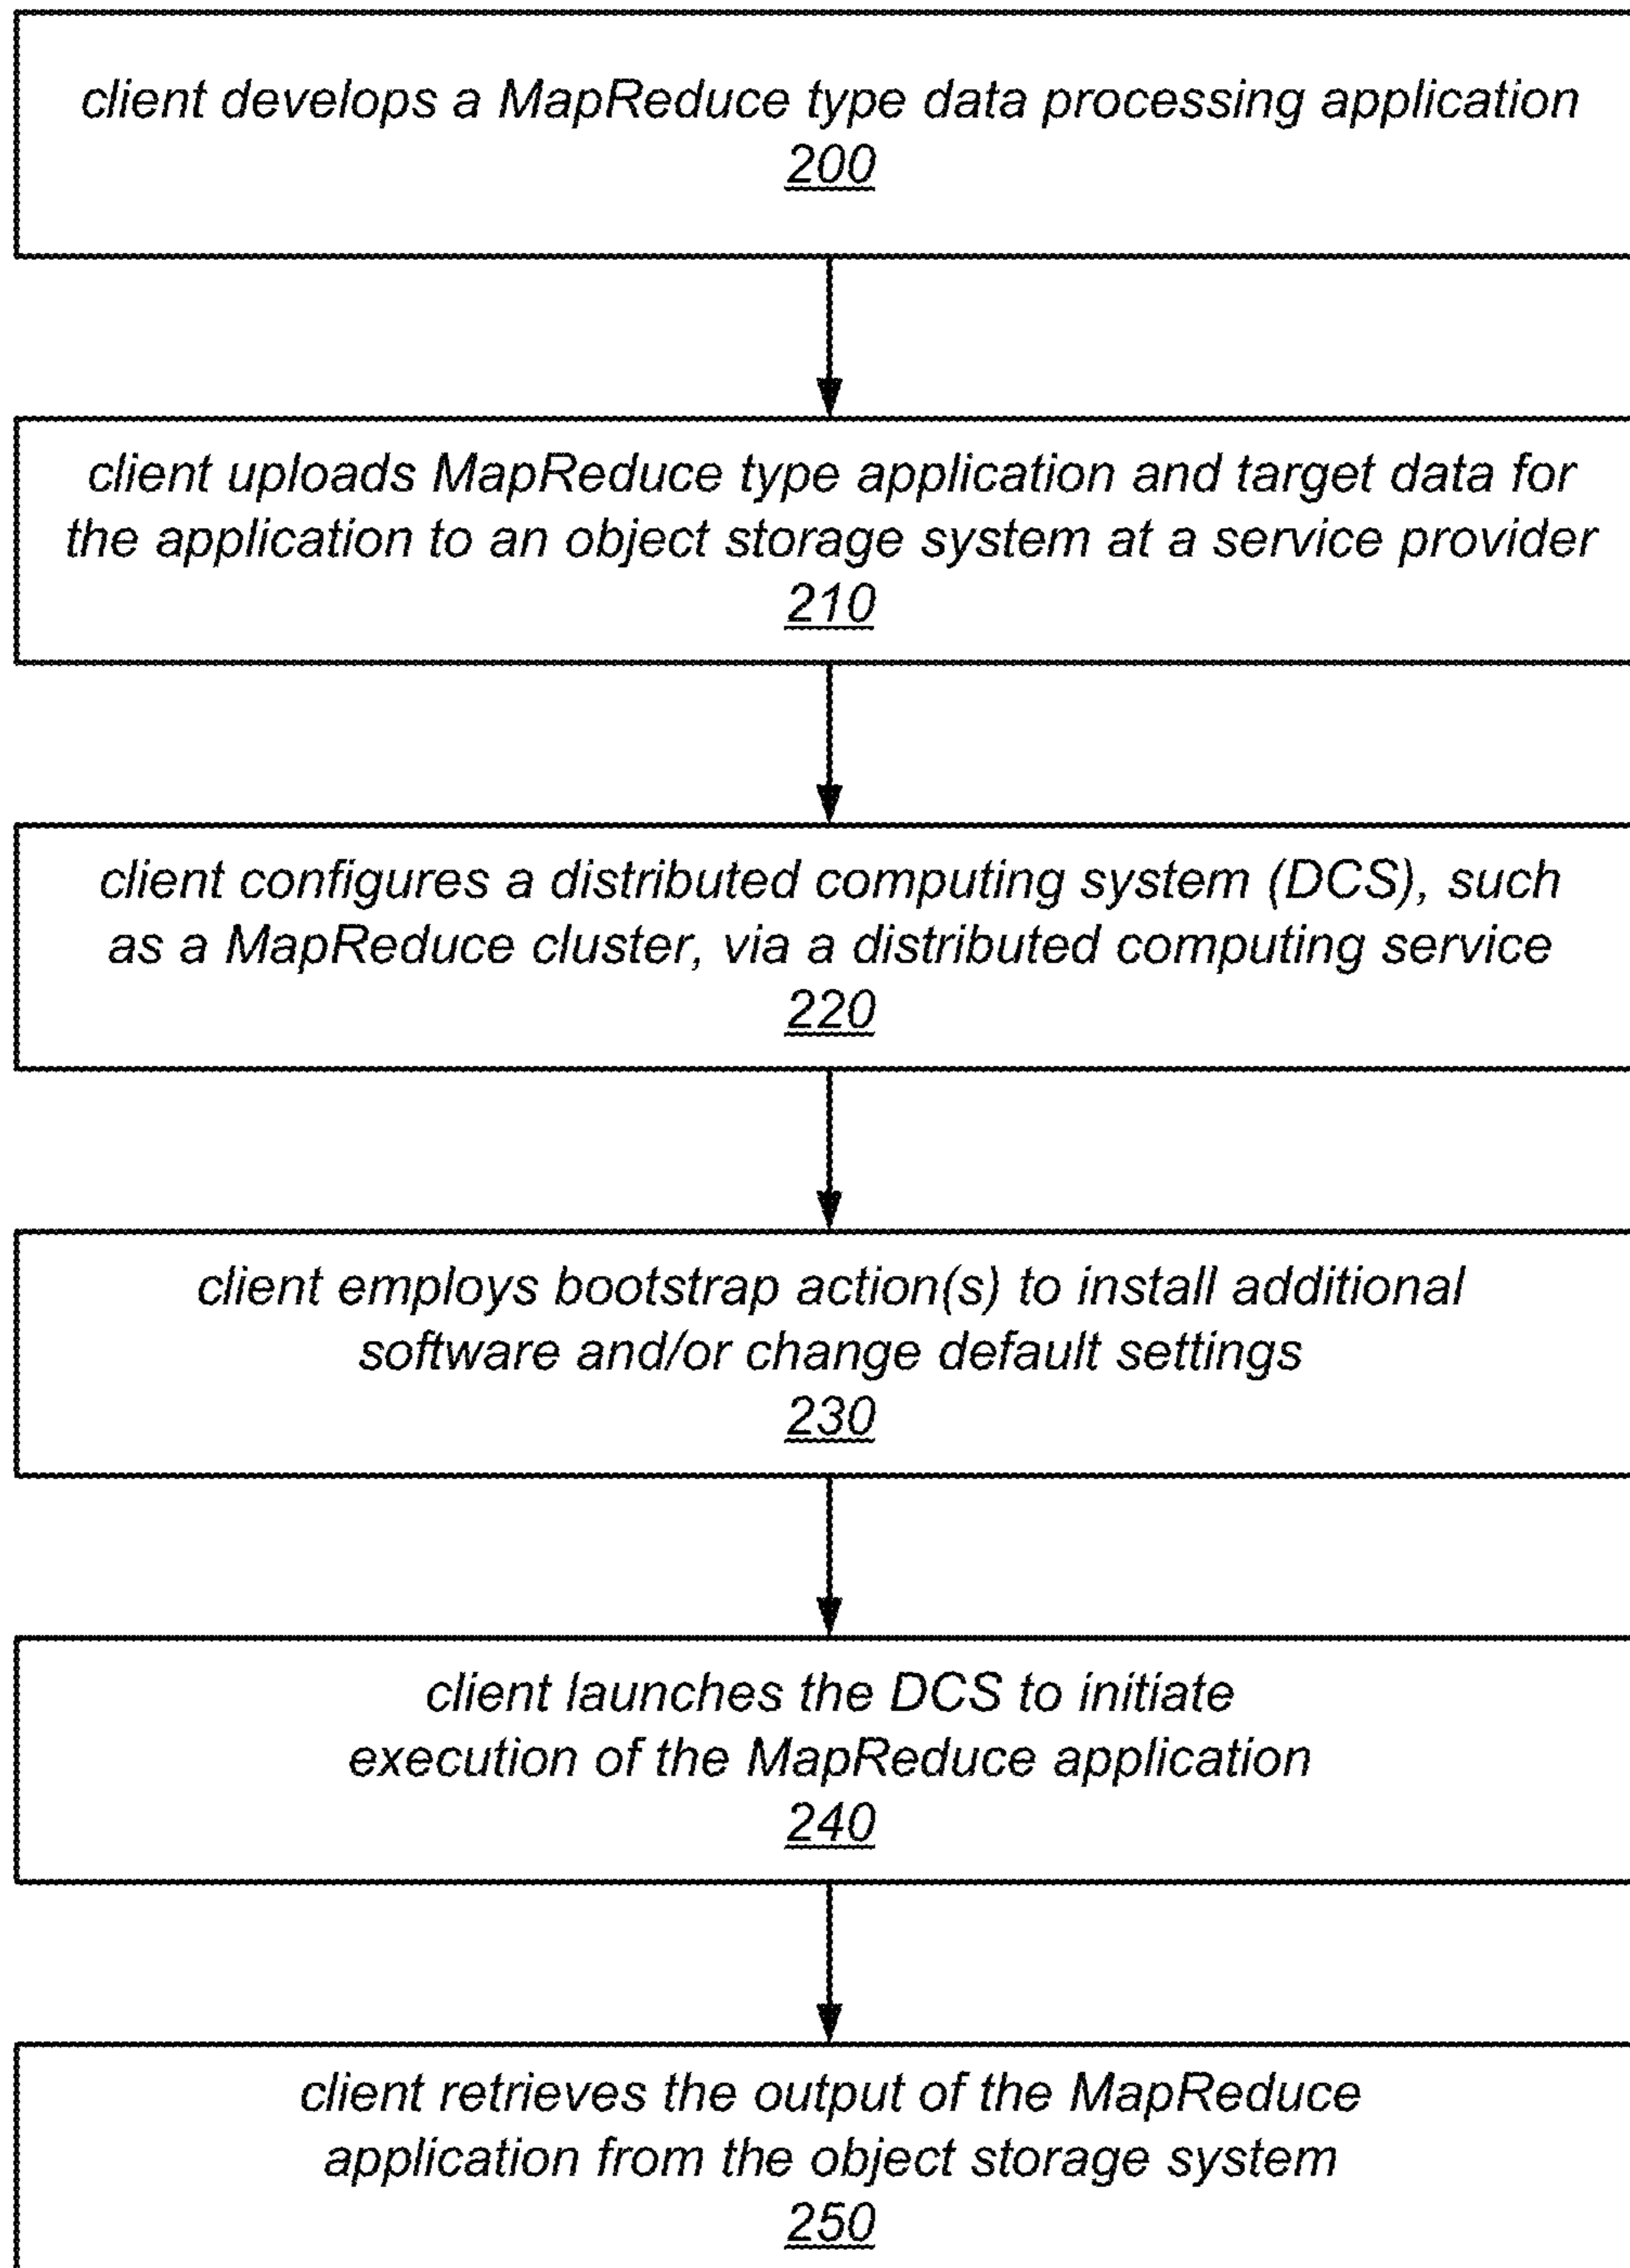 client develops a MapReduce type data processing application
200
client uploads MapReduce type application and target data for
the application to an object storage system at a service provider
210
client configures a distributed computing system (DCS), such
as a MapReduce cluster, via a distributed computing service
220
client employs bootstrap action(s) to install additional
software and/or change default settings
230
client launches the DCS to initiate
execution of the MapReduce application
240
client retrieves the output of the MapReduce
application from the object storage system
250